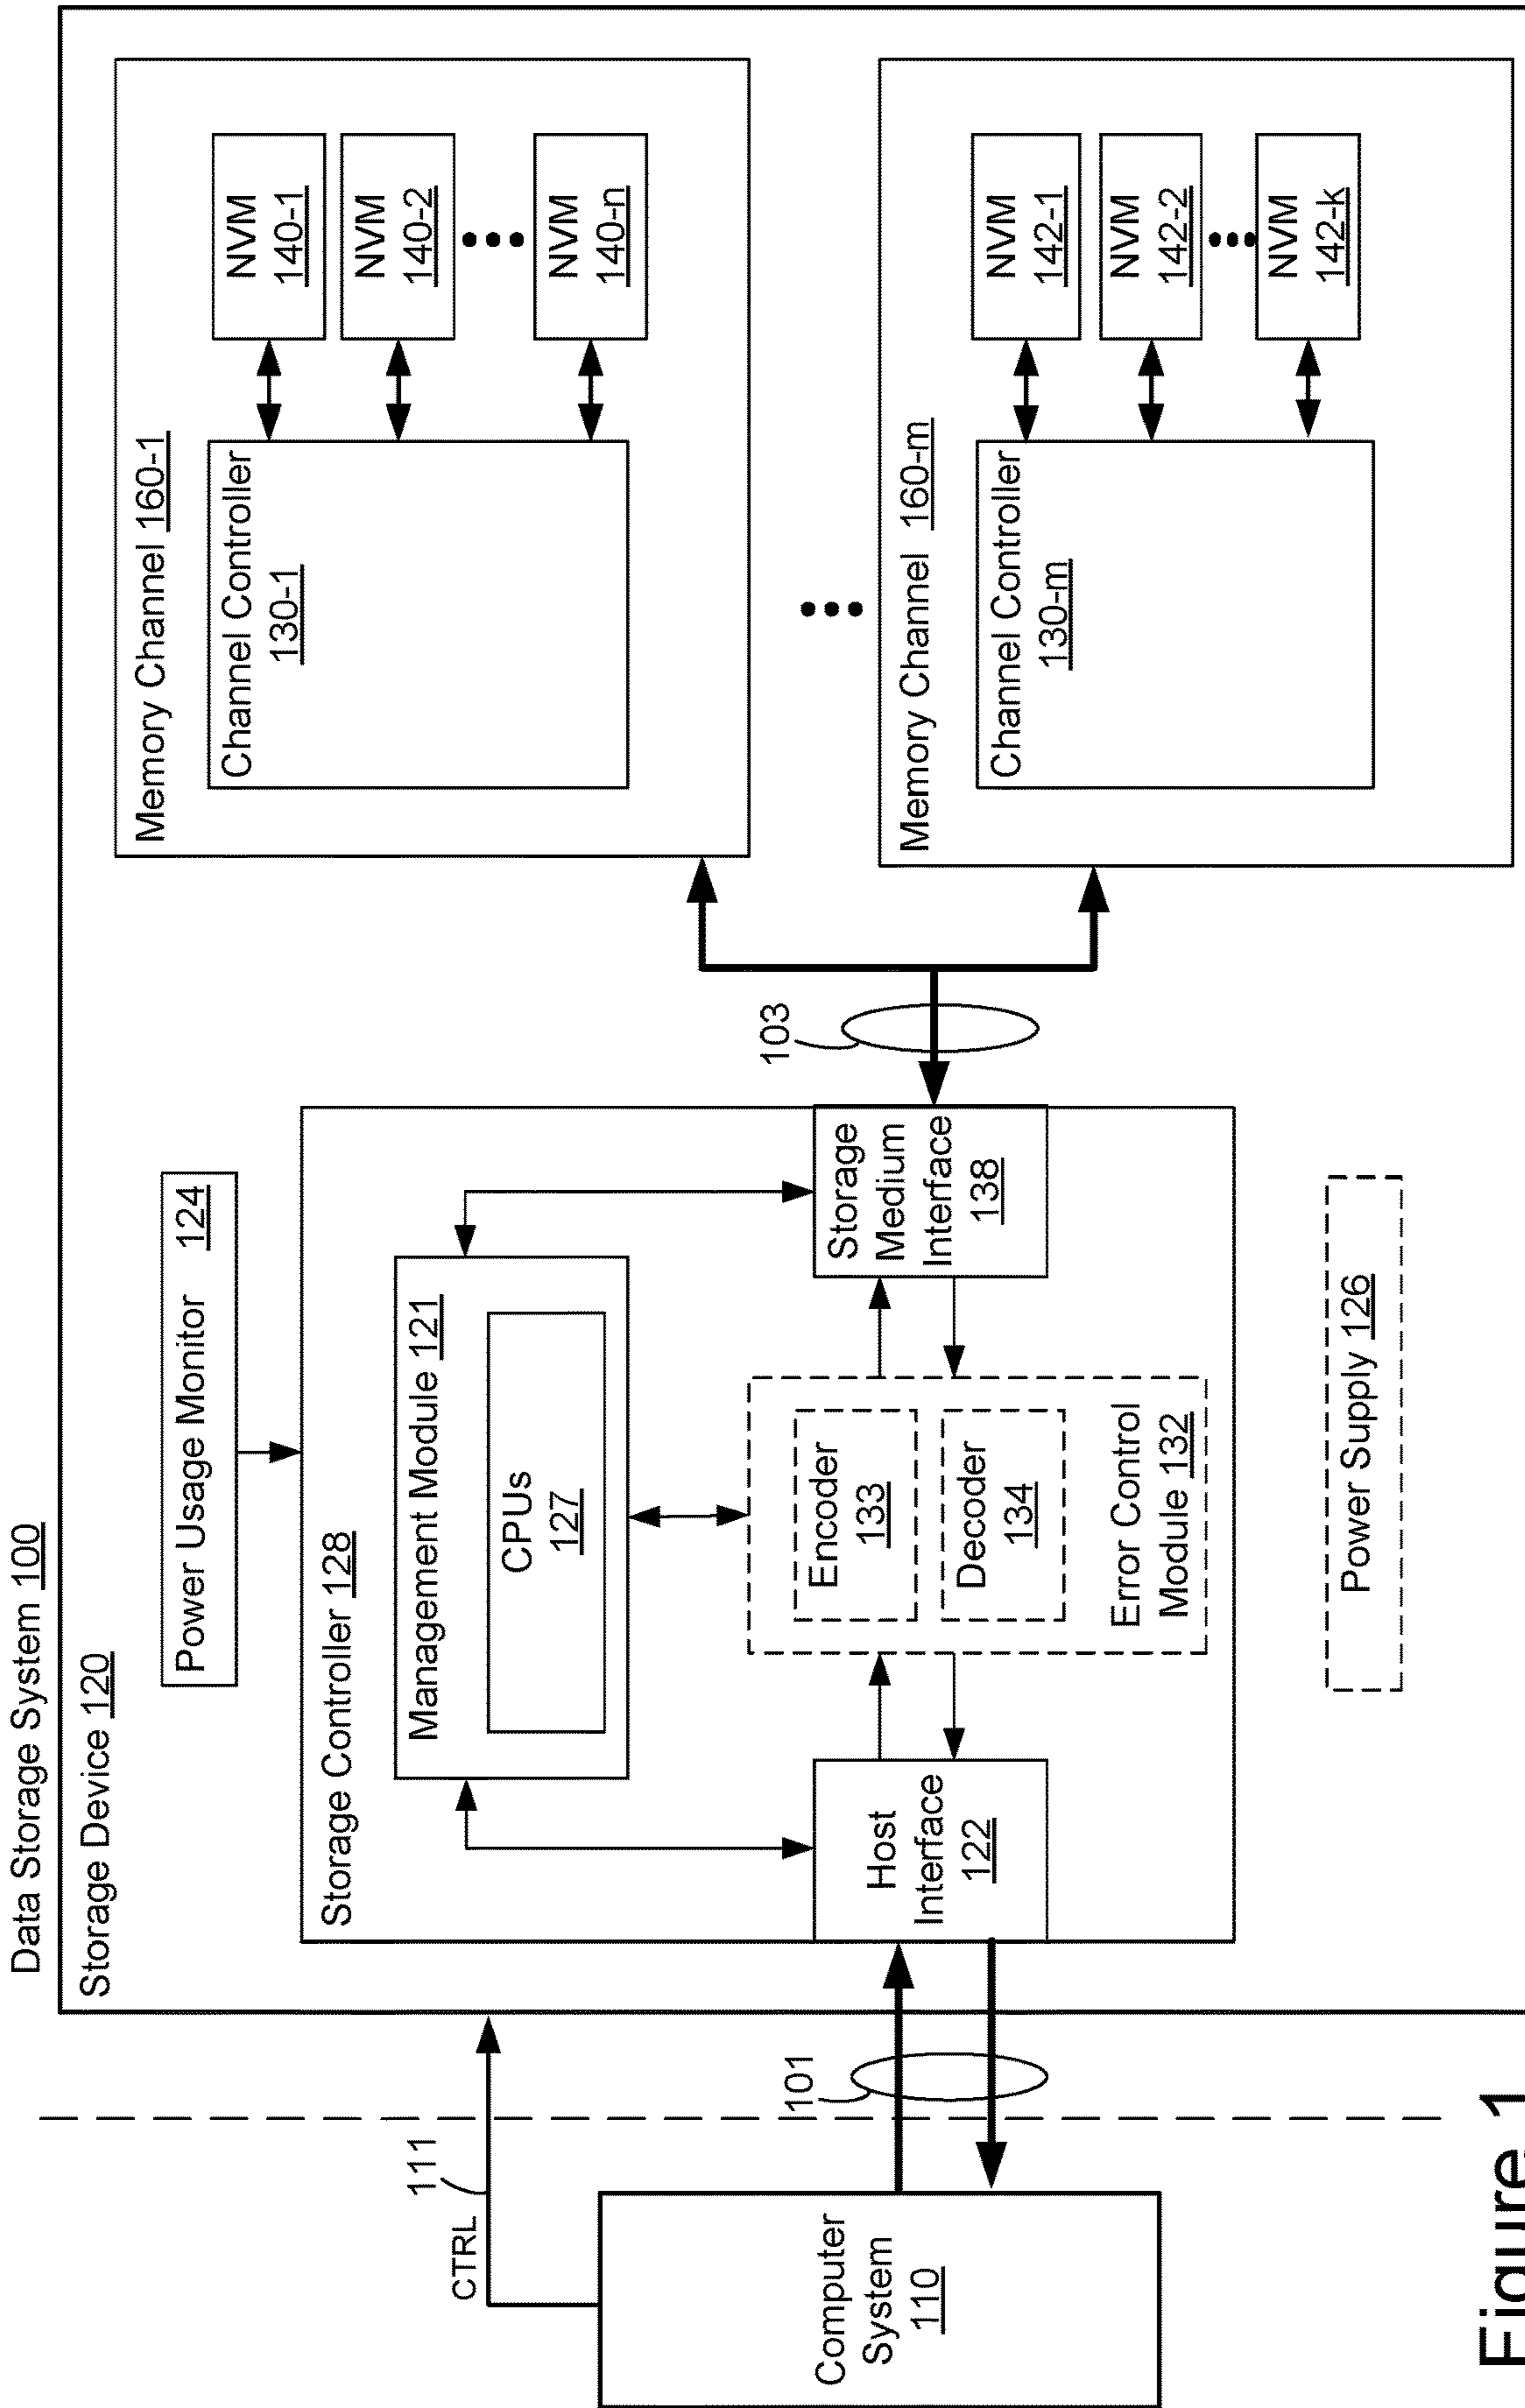 Data Storage System 100
Storage Device 120
Power Usage Monitor 124
Storage Controller 128
Management Module 121
CPUs
127
Host
Interface
122
Encoder
133
Decoder
134
Error Control
Module 132
Storage
Medium
Interface
138
Power Supply 126
CTRL
111
101
103
Computer
System
110
Memory Channel 160-1
Channel Controller
130-1
NVM
140-1
NVM
140-2
•••
NVM
140-n
•••
Memory Channel 160-m
Channel Controller
130-m
NVM
142-1
NVM
142-2
•••
NVM
142-k
Figure 1